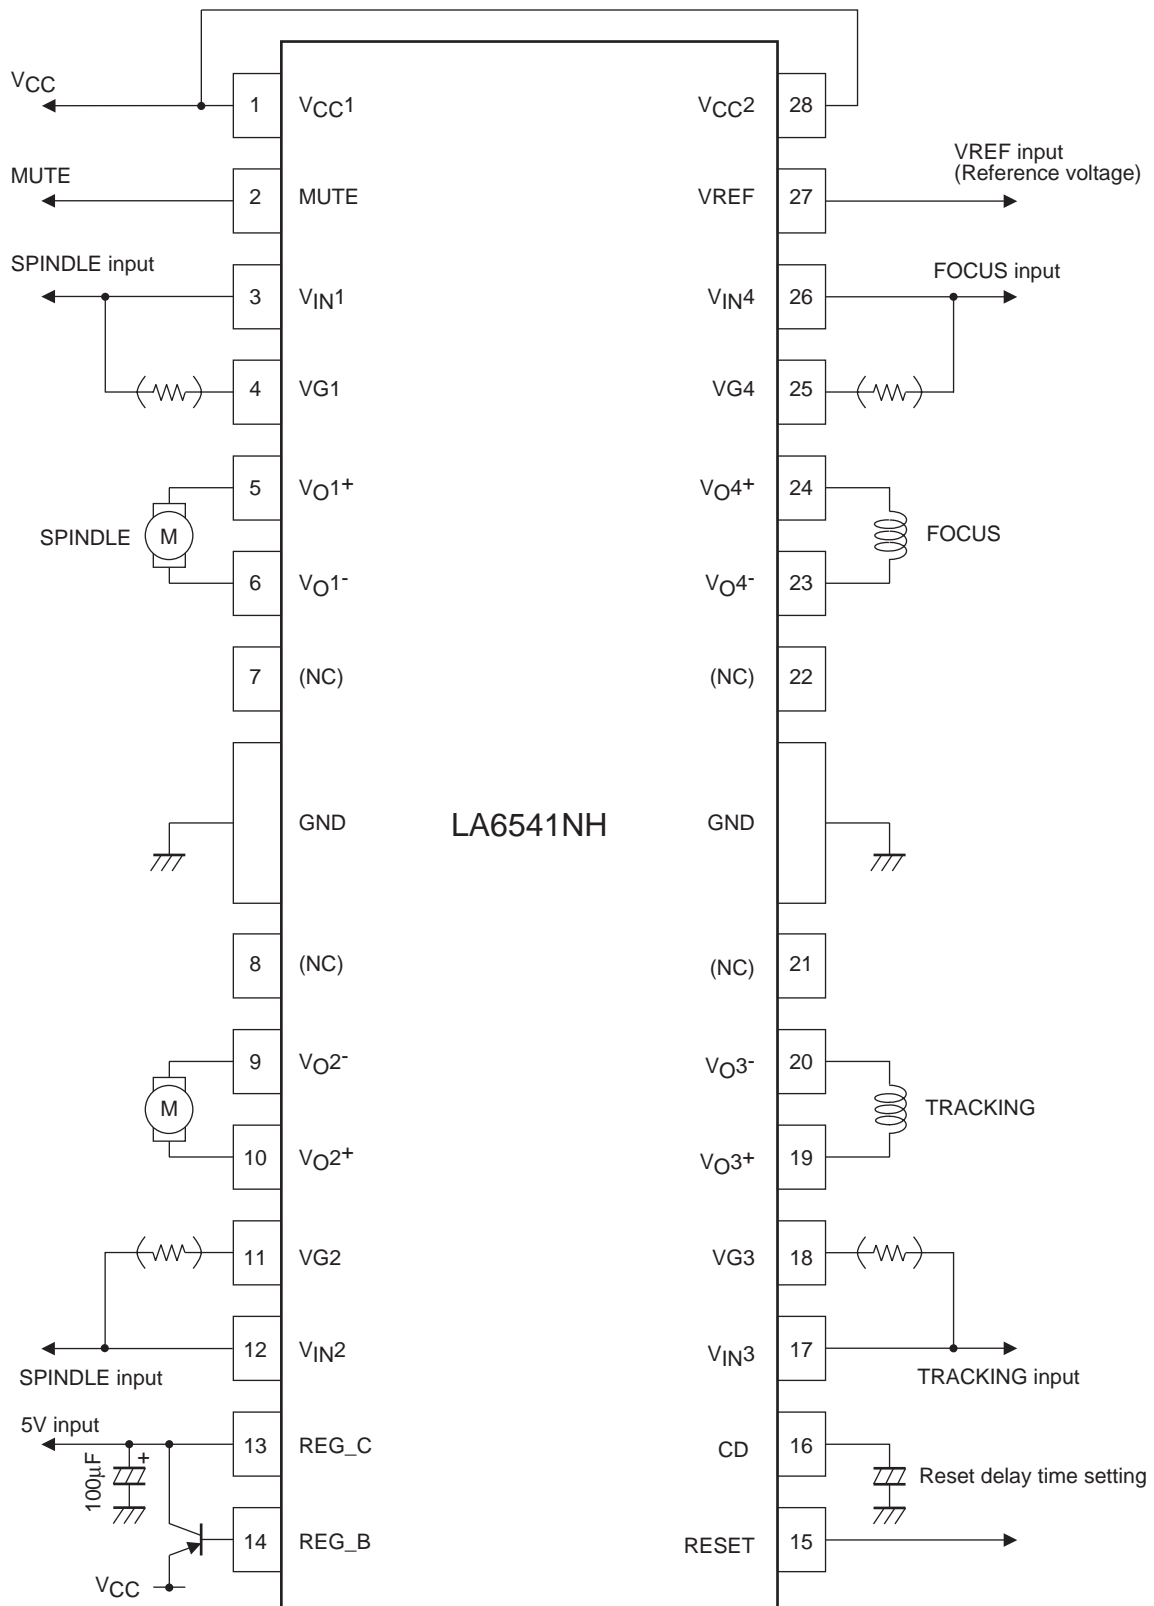 VCC
1 VCC1 VCC2 28
MUTE
2 MUTE VREF 27
VREF input
(Reference voltage)
SPINDLE input
3 VIN1 VIN4 26
FOCUS input
4 VG1 VG4 25
5 VO1+ VO4+ 24
SPINDLE M FOCUS
6 VO1- VO4- 23
7 (NC) (NC) 22
GND LA6541NH GND
8 (NC) (NC) 21
9 VO2- VO3- 20
M TRACKING
10 VO2+ VO3+ 19
11 VG2 VG3 18
12 VIN2 VIN3 17
SPINDLE input
TRACKING input
5V input
13 REG_C CD 16
100μF +
Reset delay time setting
14 REG_B RESET 15
VCC